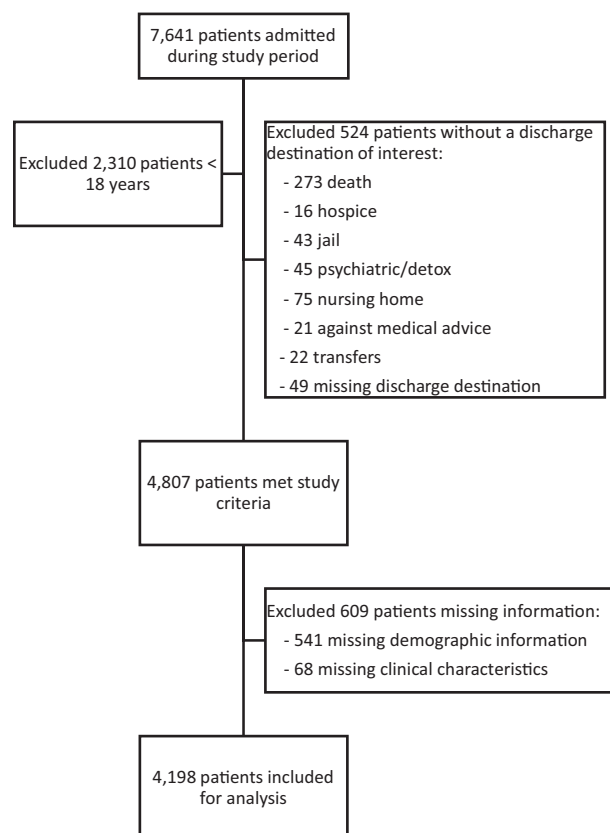 7,641 patients admitted
during study period
Excluded 2,310 patients <
18 years
Excluded 524 patients without a discharge
destination of interest:
- 273 death
- 16 hospice
- 43 jail
- 45 psychiatric/detox
- 75 nursing home
- 21 against medical advice
- 22 transfers
- 49 missing discharge destination
4,807 patients met study
criteria
Excluded 609 patients missing information:
- 541 missing demographic information
- 68 missing clinical characteristics
4,198 patients included
for analysis